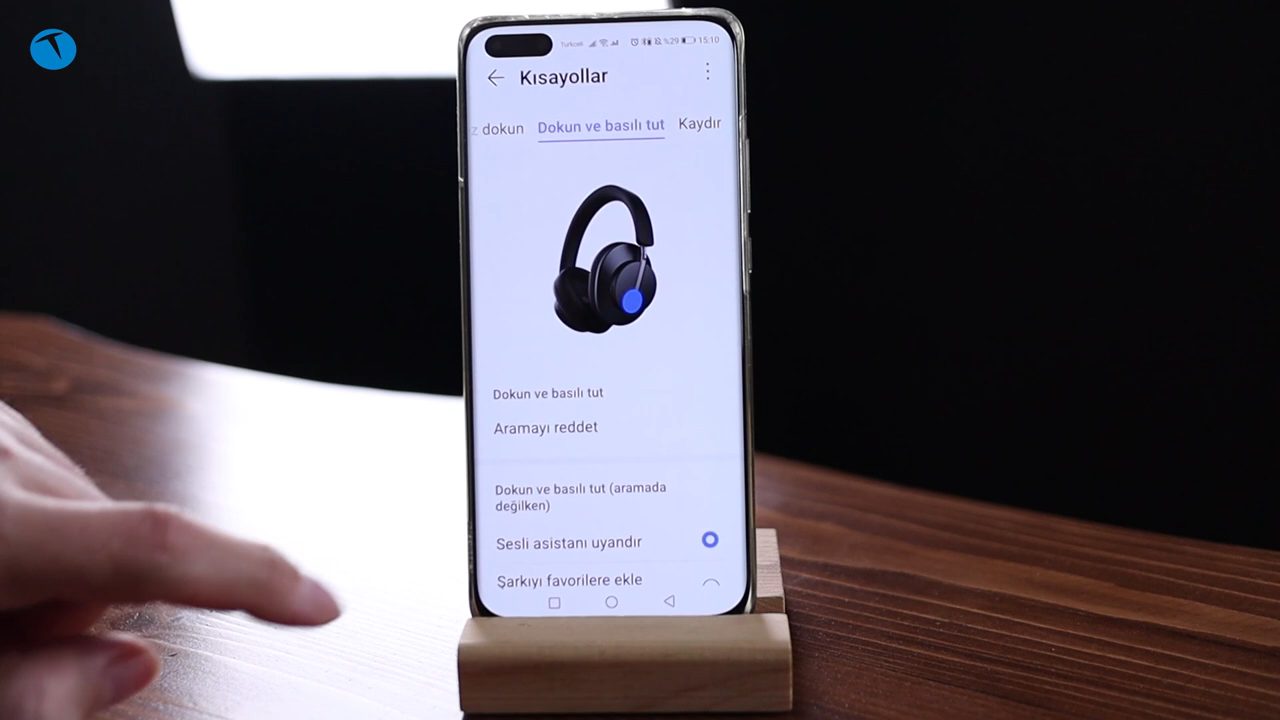 Turkcell %29 15:10
Kısayollar
z dokun Dokun ve basılı tut Kaydır
Dokun ve basılı tut
Aramayı reddet
Dokun ve basılı tut (aramada
değilken)
Sesli asistanı uyandır
Şarkıyı favorilere ekle